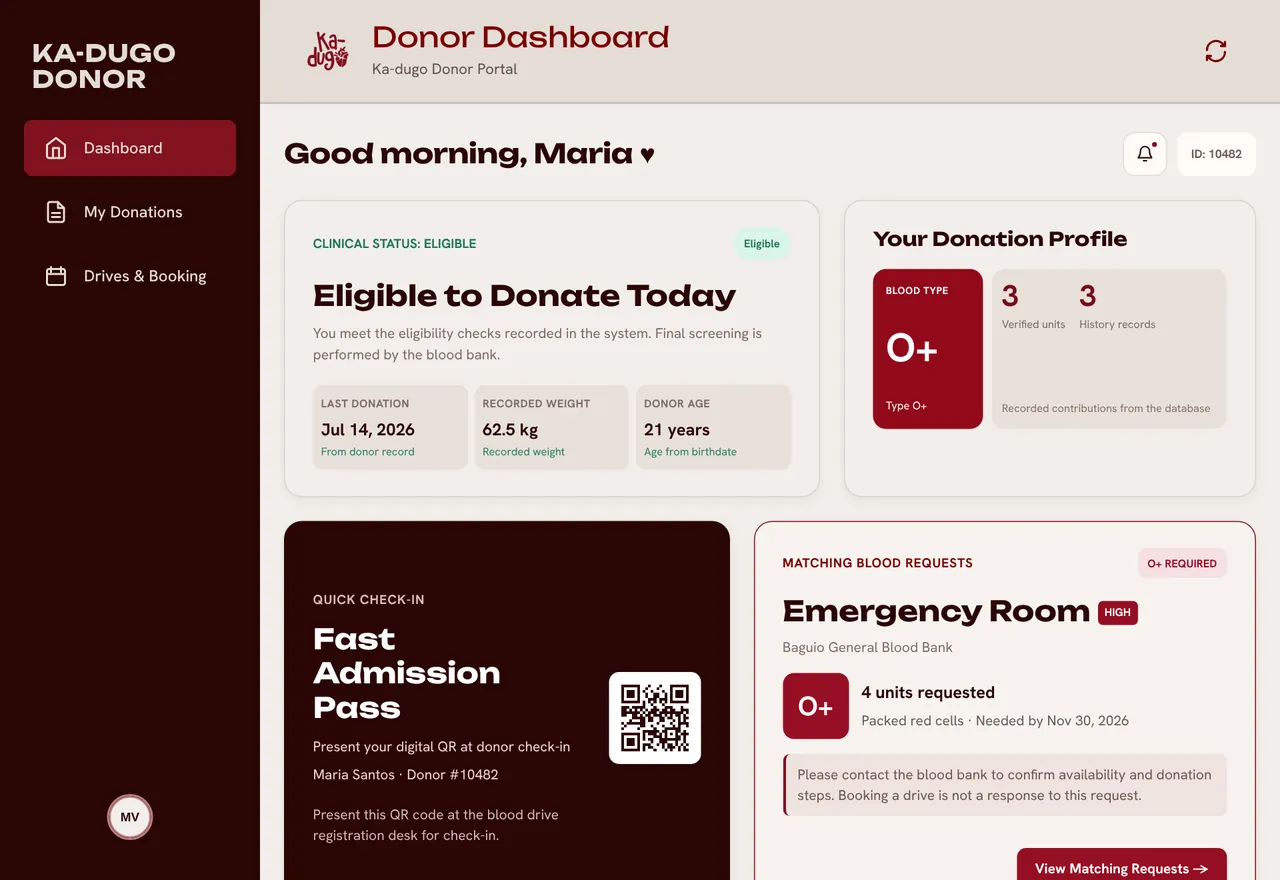 KA-DUGO
DONOR
Dashboard
My Donations
Drives & Booking
MV
Ka-
dug
Donor Dashboard
Ka-dugo Donor Portal
Good morning, Maria ♥
ID: 10482
CLINICAL STATUS: ELIGIBLE
Eligible
Eligible to Donate Today
You meet the eligibility checks recorded in the system. Final screening is
performed by the blood bank.
LAST DONATION
Jul 14, 2026
From donor record
RECORDED WEIGHT
62.5 kg
Recorded weight
DONOR AGE
21 years
Age from birthdate
Your Donation Profile
BLOOD TYPE
O+
Type O+
3
Verified units
3
History records
Recorded contributions from the database
QUICK CHECK-IN
Fast
Admission
Pass
Present your digital QR at donor check-in
Maria Santos · Donor #10482
Present this QR code at the blood drive
registration desk for check-in.
MATCHING BLOOD REQUESTS
O+ REQUIRED
Emergency Room HIGH
Baguio General Blood Bank
O+
4 units requested
Packed red cells · Needed by Nov 30, 2026
Please contact the blood bank to confirm availability and donation
steps. Booking a drive is not a response to this request.
View Matching Requests →